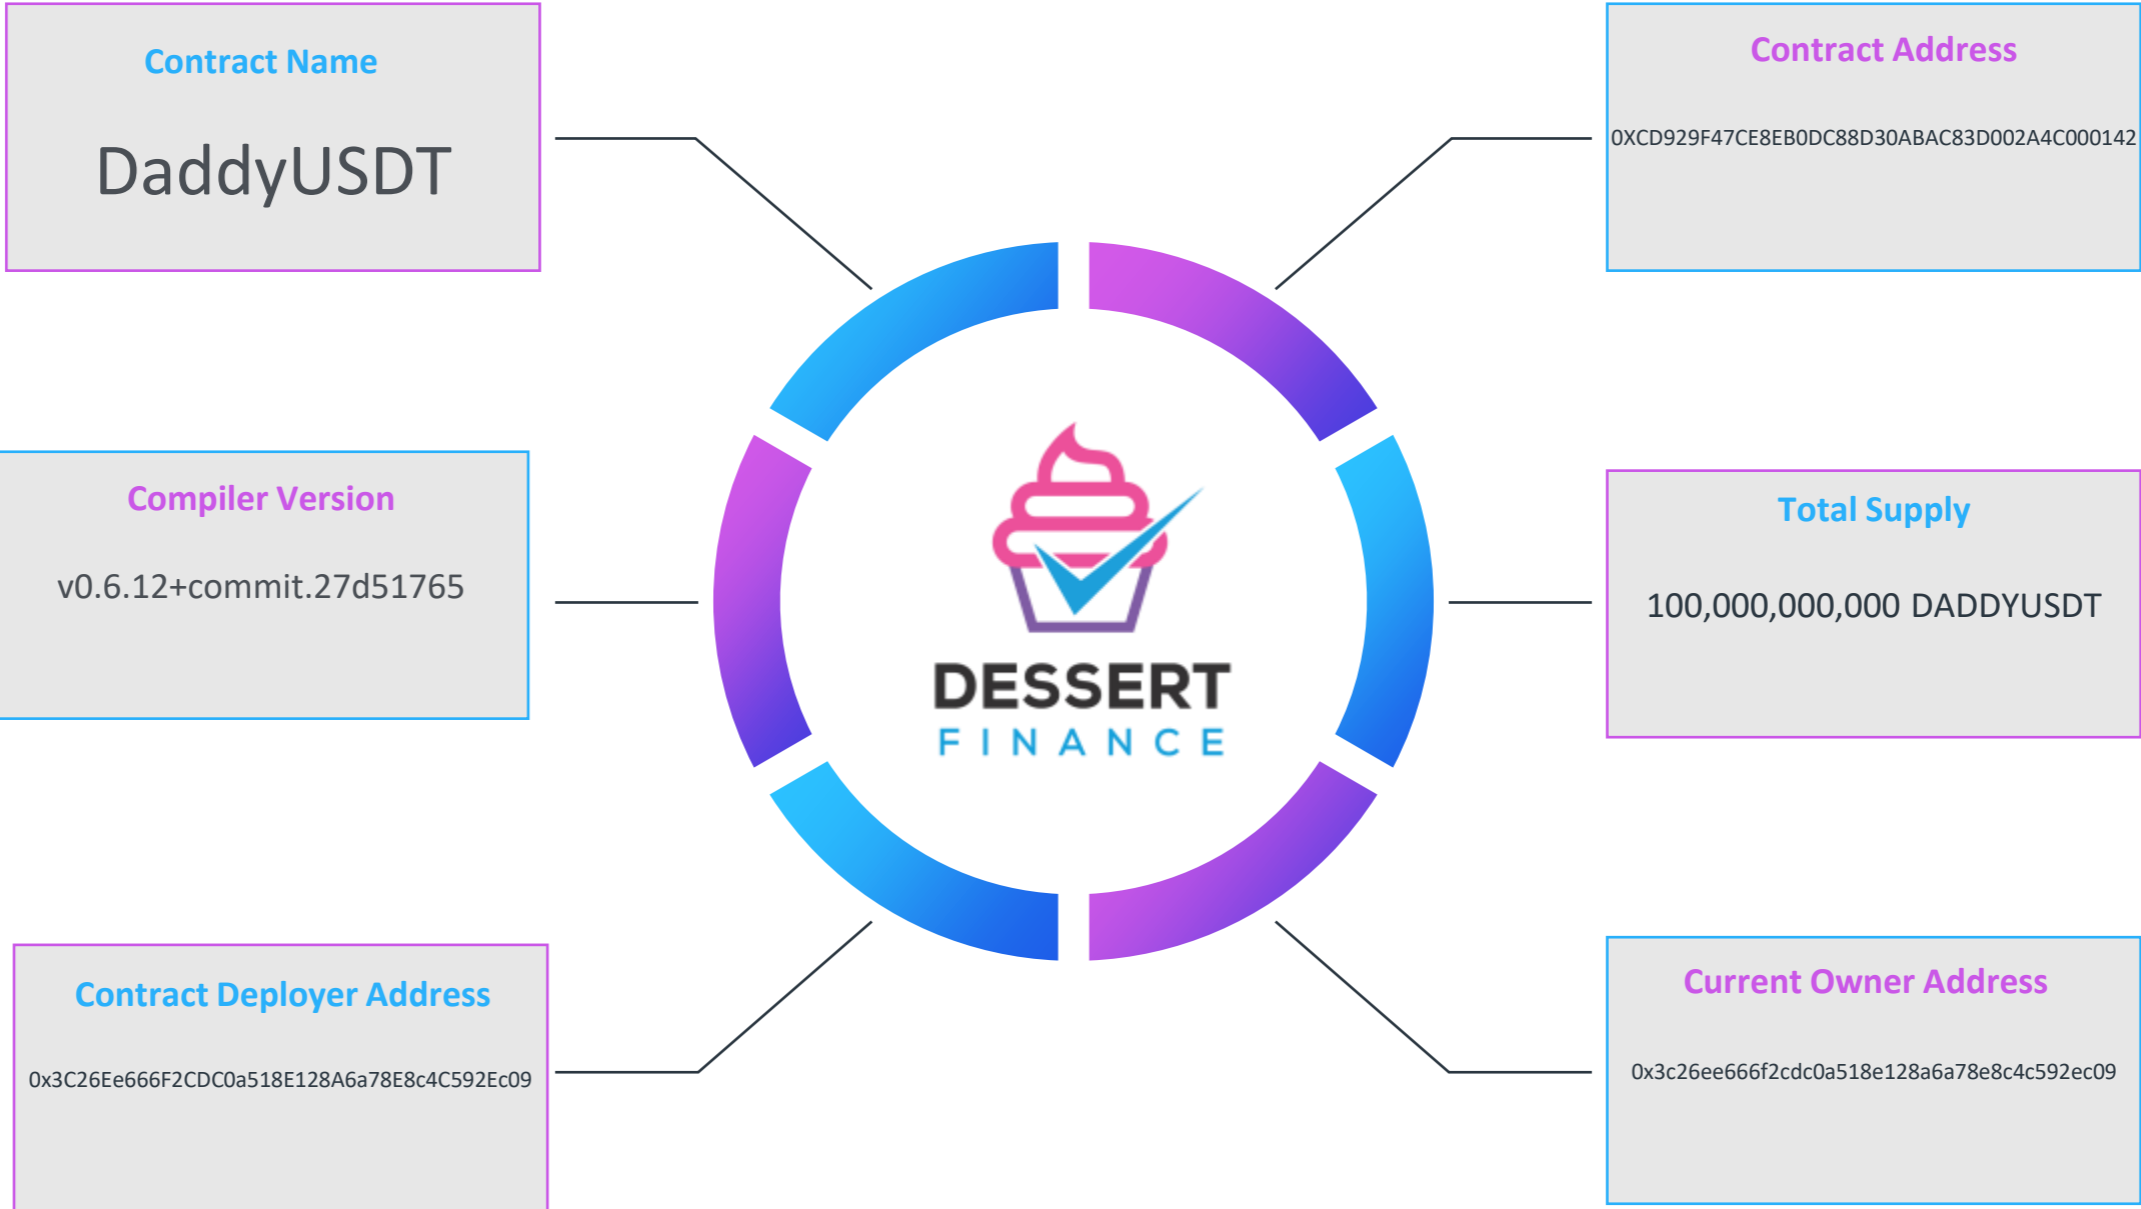 Contract Name
DaddyUSDT
Contract Address
0XCD929F47CE8EB0DC88D30ABAC83D002A4C000142
Compiler Version
v0.6.12+commit.27d51765
DESSERT
FINANCE
Total Supply
100,000,000,000 DADDYUSDT
Contract Deployer Address
0x3C26Ee666F2CDC0a518E128A6a78E8c4C592Ec09
Current Owner Address
0x3c26ee666f2cdc0a518e128a6a78e8c4c592ec09